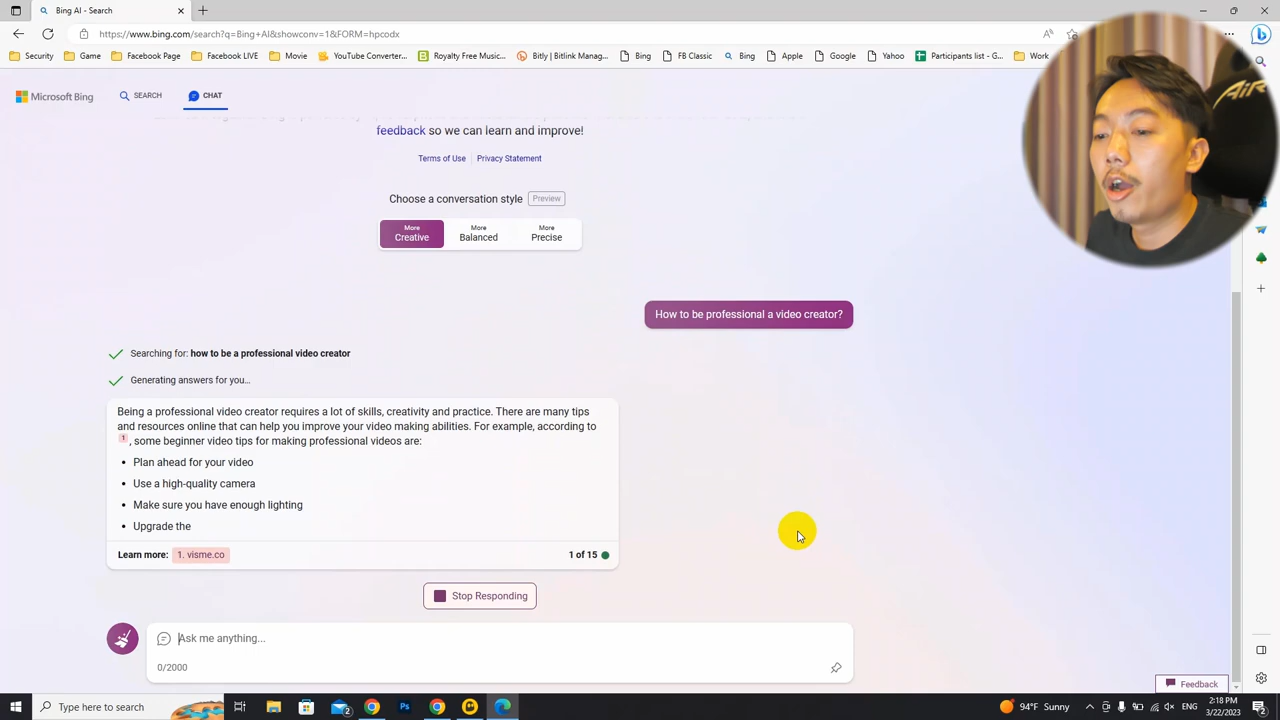 Bing AI - Search
https://www.bing.com/search?q=Bing+AI&showconv=1&FORM=hpcodx
Security
Game
Facebook Page
Facebook LIVE
Movie
YouTube Converter...
Royalty Free Music...
Bitly | Bitlink Manag...
Bing
FB Classic
Bing
Apple
Google
Yahoo
Participants list - G...
Work
Microsoft Bing
SEARCH
CHAT
feedback so we can learn and improve!
Terms of Use
Privacy Statement
Choose a conversation style
Preview
More
Creative
More
Balanced
More
Precise
How to be professional a video creator?
Searching for: how to be a professional video creator
Generating answers for you...
Being a professional video creator requires a lot of skills, creativity and practice. There are many tips
and resources online that can help you improve your video making abilities. For example, according to
1 , some beginner video tips for making professional videos are:
• Plan ahead for your video
• Use a high-quality camera
• Make sure you have enough lighting
• Upgrade the
Learn more: 1. visme.co
1 of 15
Stop Responding
Ask me anything...
0/2000
Feedback
Type here to search
2
Ps
94°F Sunny
2:18 PM
3/22/2023
2